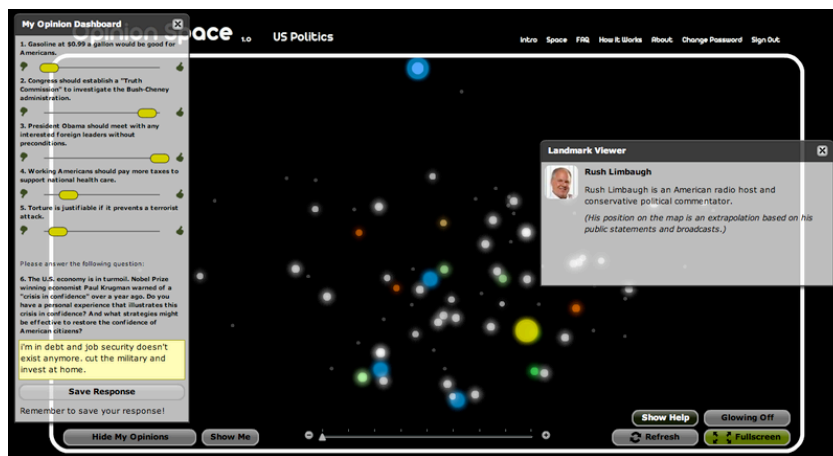 My Opinion Dashboard
Opinion Space 1.0
US Politics
Intro Space FAQ How It Works About Change Password Sign Out
1. Gasoline at $0.99 a gallon would be good for
Americans.
2. Congress should establish a "Truth
Commission" to investigate the Bush-Cheney
administration.
3. President Obama should meet with any
interested foreign leaders without
preconditions.
4. Working Americans should pay more taxes to
support national health care.
5. Torture is justifiable if it prevents a terrorist
attack.
Please answer the following question:
6. The U.S. economy is in turmoil. Nobel Prize
winning economist Paul Krugman warned of a
"crisis in confidence" over a year ago. Do you
have a personal experience that illustrates this
crisis in confidence? And what strategies might
be effective to restore the confidence of
American citizens?
i'm in debt and job security doesn't
exist anymore. cut the military and
invest at home.
Save Response
Remember to save your response!
Landmark Viewer
Rush Limbaugh
Rush Limbaugh is an American radio host and
conservative political commentator.
(His position on the map is an extrapolation based on his
public statements and broadcasts.)
Show Help
Glowing Off
Hide My Opinions
Show Me
Refresh
Fullscreen